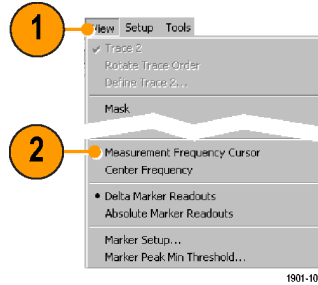 1
View Setup Tools
Trace 2
Rotate Trace Order
Define Trace 2...
Mask
2
Measurement Frequency Cursor
Center Frequency
Delta Marker Readouts
Absolute Marker Readouts
Marker Setup...
Marker Peak Min Threshold...
1901-10